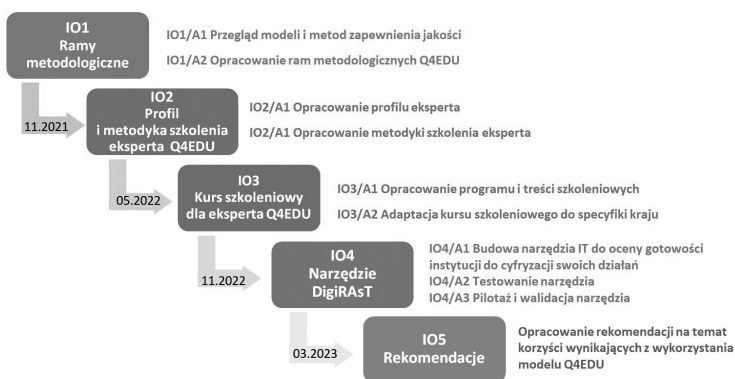 IO1
Ramy
metodologiczne
IO1/A1 Przegląd modeli i metod zapewnienia jakości
IO1/A2 Opracowanie ram metodologicznych Q4EDU
11.2021
IO2
Profil
i metodyka szkolenia
eksperta Q4EDU
IO2/A1 Opracowanie profilu eksperta
IO2/A1 Opracowanie metodyki szkolenia eksperta
05.2022
IO3
Kurs szkoleniowy
dla eksperta Q4EDU
IO3/A1 Opracowanie programu i treści szkoleniowych
IO3/A2 Adaptacja kursu szkoleniowego do specyfiki kraju
11.2022
IO4
Narzędzie
DigiRAsT
IO4/A1 Budowa narzędzia IT do oceny gotowości
instytucji do cyfryzacji swoich działań
IO4/A2 Testowanie narzędzia
IO4/A3 Pilotaż i walidacja narzędzia
03.2023
IO5
Rekomendacje
Opracowanie rekomendacji na temat
korzyści wynikających z wykorzystania
modelu Q4EDU